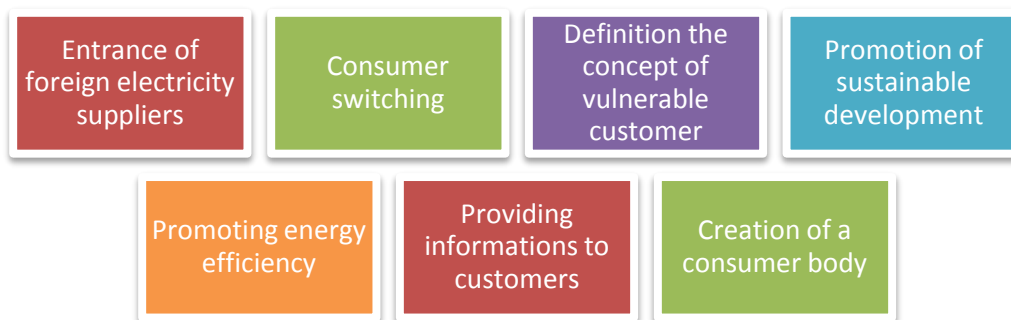 Entrance of
foreign electricity
suppliers
Consumer
switching
Definition the
concept of
vulnerable
customer
Promotion of
sustainable
development
Promoting energy
efficiency
Providing
informations to
customers
Creation of a
consumer body